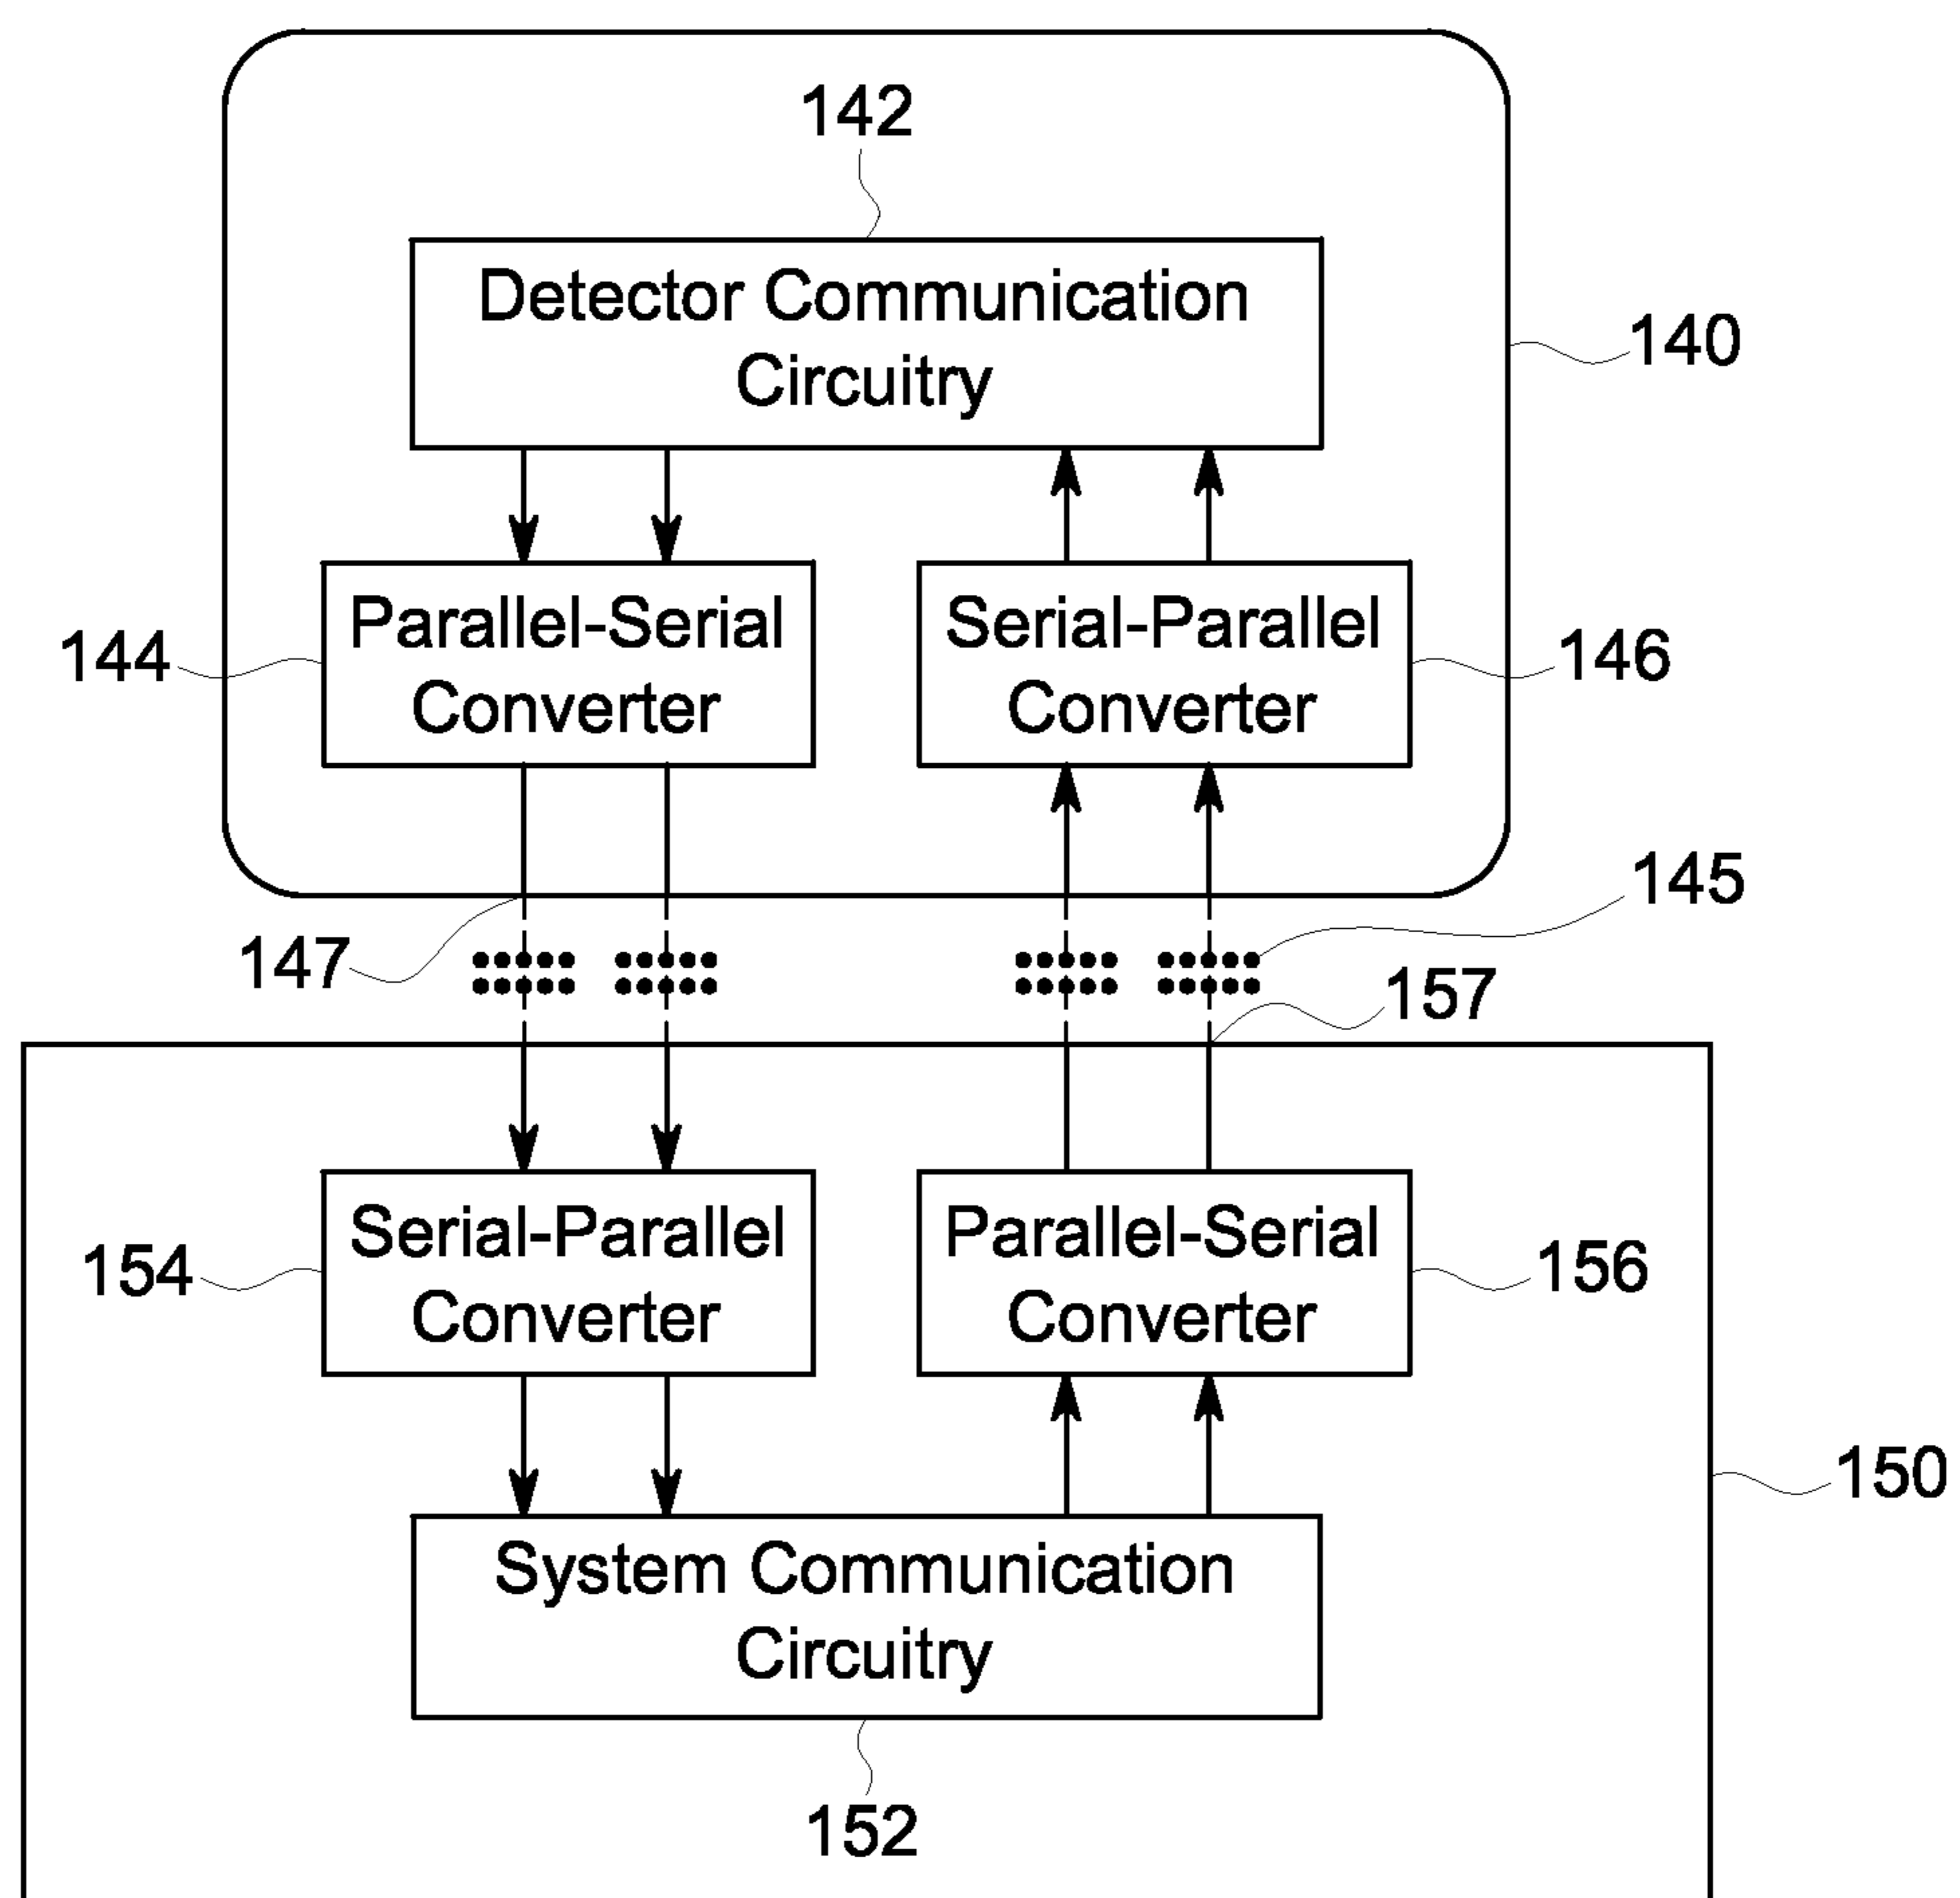 142
Detector Communication
Circuitry
140
Parallel-Serial
Converter
Serial-Parallel
Converter
144
146
145
147
157
Serial-Parallel
Converter
Parallel-Serial
Converter
154
156
150
System Communication
Circuitry
152